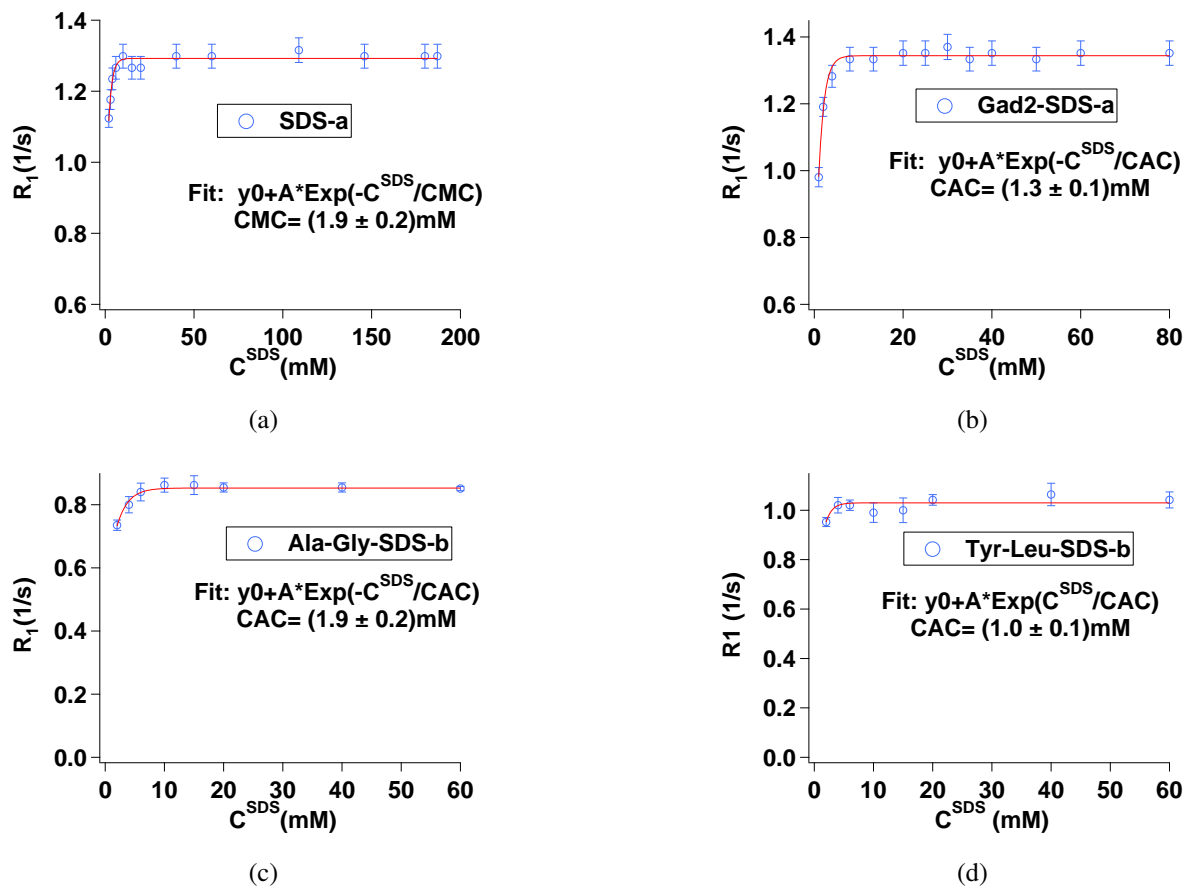 1.4
1.2
1.0
0.8
0.6
R1(1/s)
SDS-a
Fit: y0+A*Exp(-C^SDS/CMC)
CMC= (1.9 ± 0.2)mM
0 50 100 150 200
C^SDS(mM)
(a)
1.4
1.2
1.0
0.8
0.6
R1(1/s)
Gad2-SDS-a
Fit: y0+A*Exp(-C^SDS/CAC)
CAC= (1.3 ± 0.1)mM
0 20 40 60 80
C^SDS(mM)
(b)
0.8
0.6
0.4
0.2
0.0
R1(1/s)
Ala-Gly-SDS-b
Fit: y0+A*Exp(-C^SDS/CAC)
CAC= (1.9 ± 0.2)mM
0 10 20 30 40 50 60
C^SDS(mM)
(c)
1.0
0.8
0.6
0.4
0.2
0.0
R1 (1/s)
Tyr-Leu-SDS-b
Fit: y0+A*Exp(C^SDS/CAC)
CAC= (1.0 ± 0.1)mM
0 10 20 30 40 50 60
C^SDS(mM)
(d)